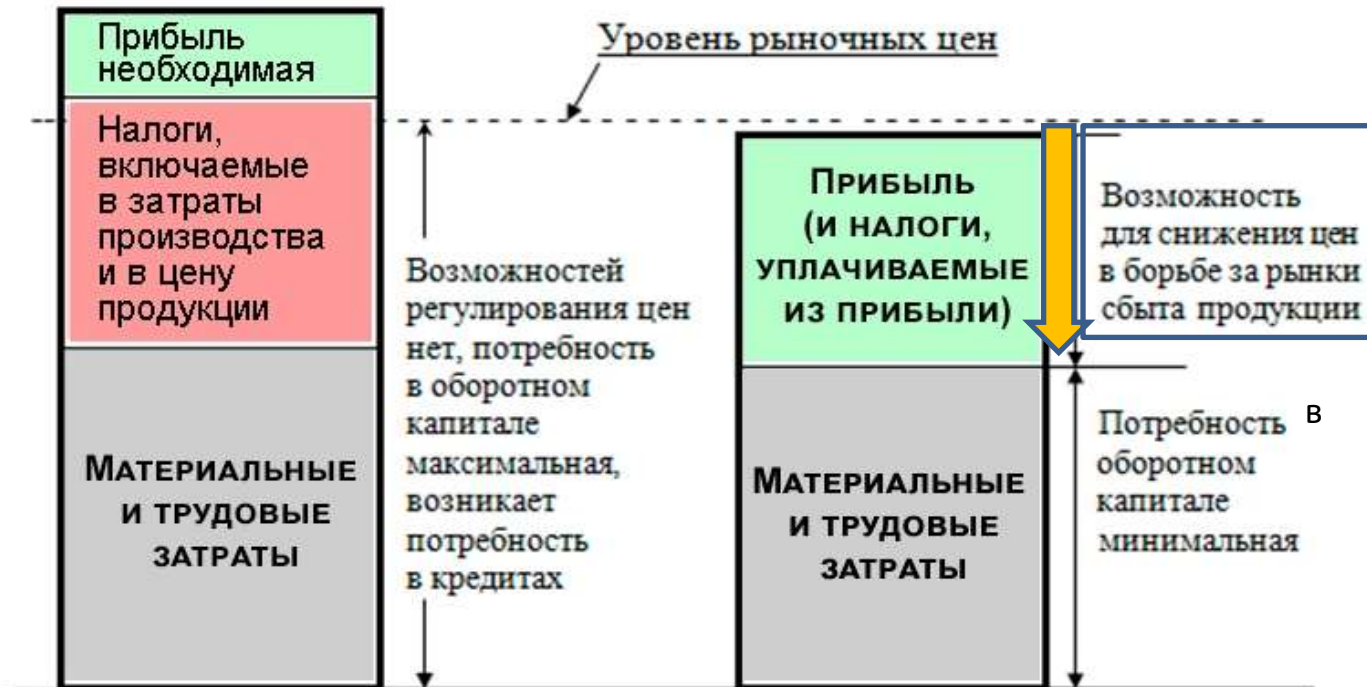 Прибыль
необходимая
Налоги,
включаемые
в затраты
производства
и в цену
продукции
МАТЕРИАЛЬНЫЕ
И ТРУДОВЫЕ
ЗАТРАТЫ
Уровень рыночных цен
Возможностей
регулирования цен
нет, потребность
в оборотном
капитале
максимальная,
возникает
потребность
в кредитах
ПРИБЫЛЬ
(И НАЛОГИ,
УПЛАЧИВАЕМЫЕ
ИЗ ПРИБЫЛИ)
МАТЕРИАЛЬНЫЕ
И ТРУДОВЫЕ
ЗАТРАТЫ
Возможность
для снижения цен
в борьбе за рынки
сбыта продукции
Потребность в
оборотном
капитале
минимальная